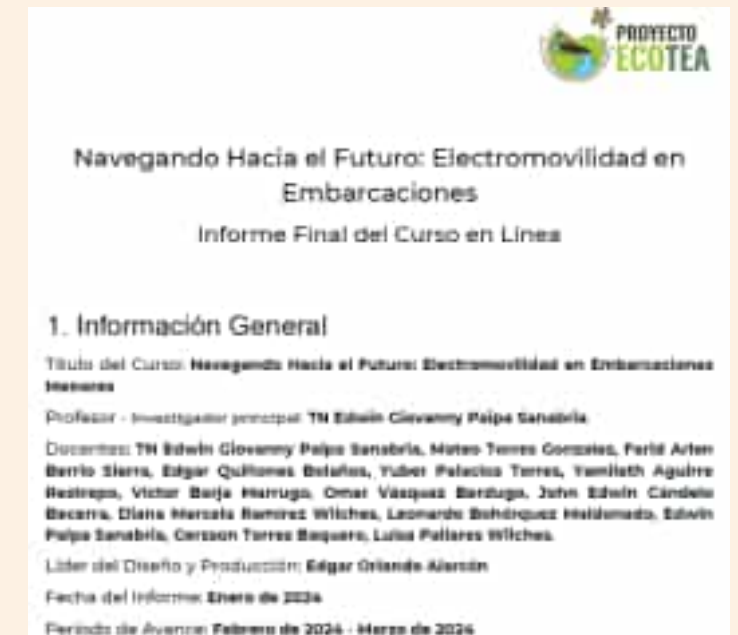 PROYECTO
ECOTEA
Navegando Hacia el Futuro: Electromovilidad en
Embarcaciones
Informe Final del Curso en Línea
1. Información General
Título del Curso: Navegando Hacia el Futuro: Electromovilidad en Embarcaciones
Menores
Profesor - Investigador principal: TN Edwin Giovanny Paipa Sanabria
Docentes: TN Edwin Giovanny Paipa Sanabria, Mateo Torres Gonzales, Farid Arlen
Berrio Sierra, Edgar Quiñones Bolaños, Yuber Palacios Torres, Yamileth Aguirre
Restrepo, Victor Borja Marrugo, Omar Vásquez Berdugo, John Edwin Candelo
Becerra, Diana Marcela Ramirez Wilches, Leonardo Bohórquez Maldonado, Edwin
Paipa Sanabria, Gersson Torres Baquero, Luisa Pallares Wilches.
Líder del Diseño y Producción: Edgar Orlando Alarcón
Fecha del Informe: Enero de 2024
Periodo de Avance: Febrero de 2024 - Marzo de 2024